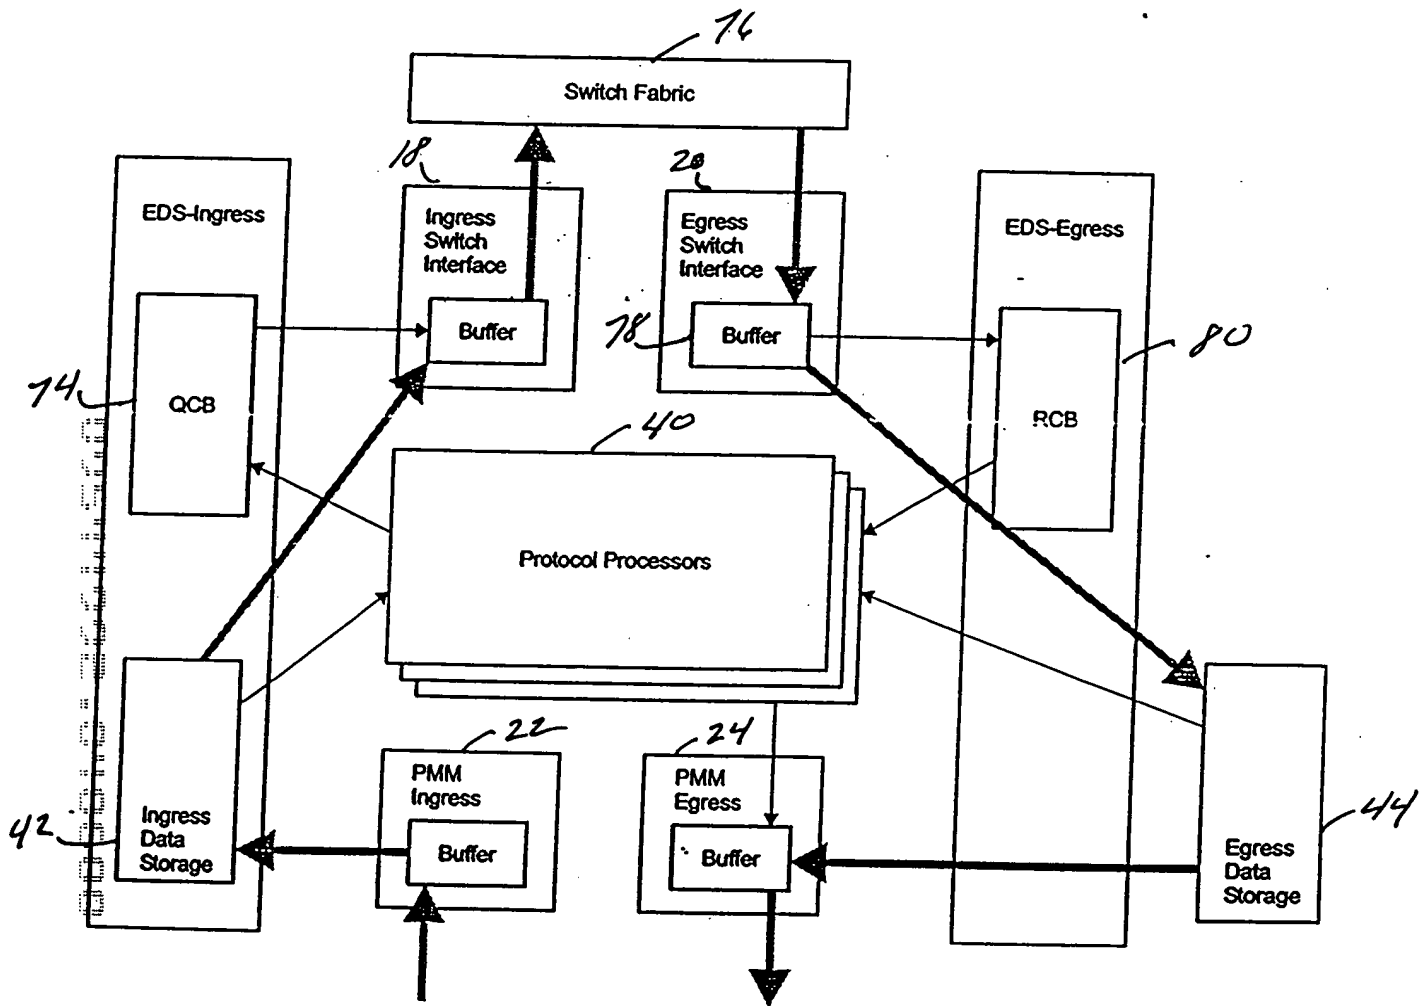 76
Switch Fabric
18
20
EDS-Ingress
Ingress
Switch
Interface
Egress
Switch
Interface
EDS-Egress
Buffer
78
Buffer
80
74
QCB
RCB
40
Protocol Processors
22
24
PMM
Ingress
PMM
Egress
42
Ingress
Data
Storage
Buffer
Buffer
44
Egress
Data
Storage